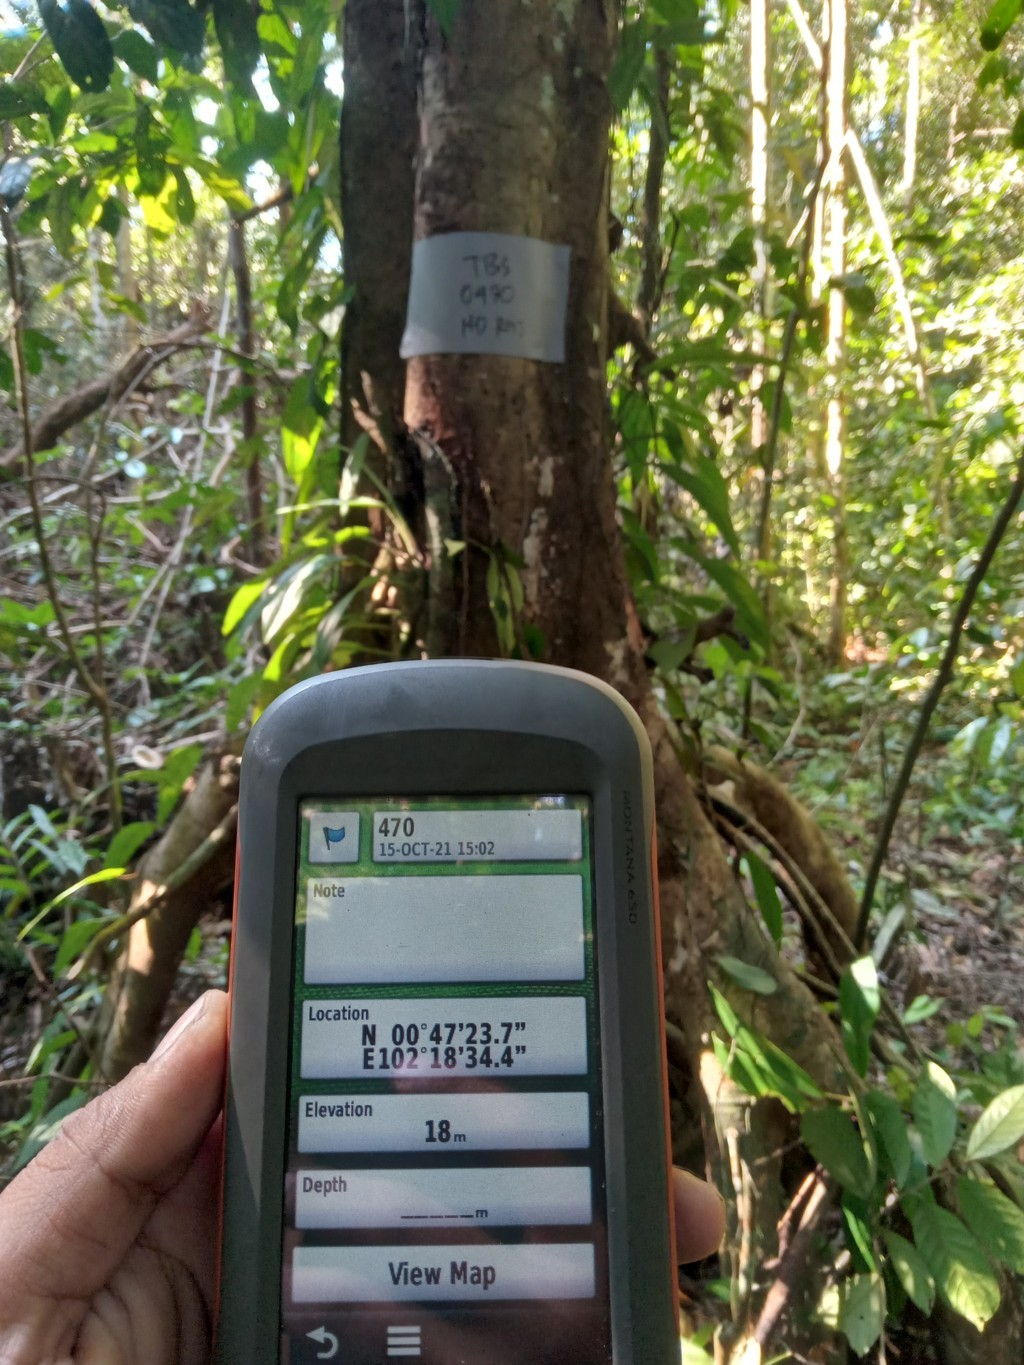 TBS
0470
HO
MONTANA 650
470
15-OCT-21 15:02
Note
Location
N 00°47'23.7"
E102°18'34.4"
Elevation
18m
Depth
_____m
View Map